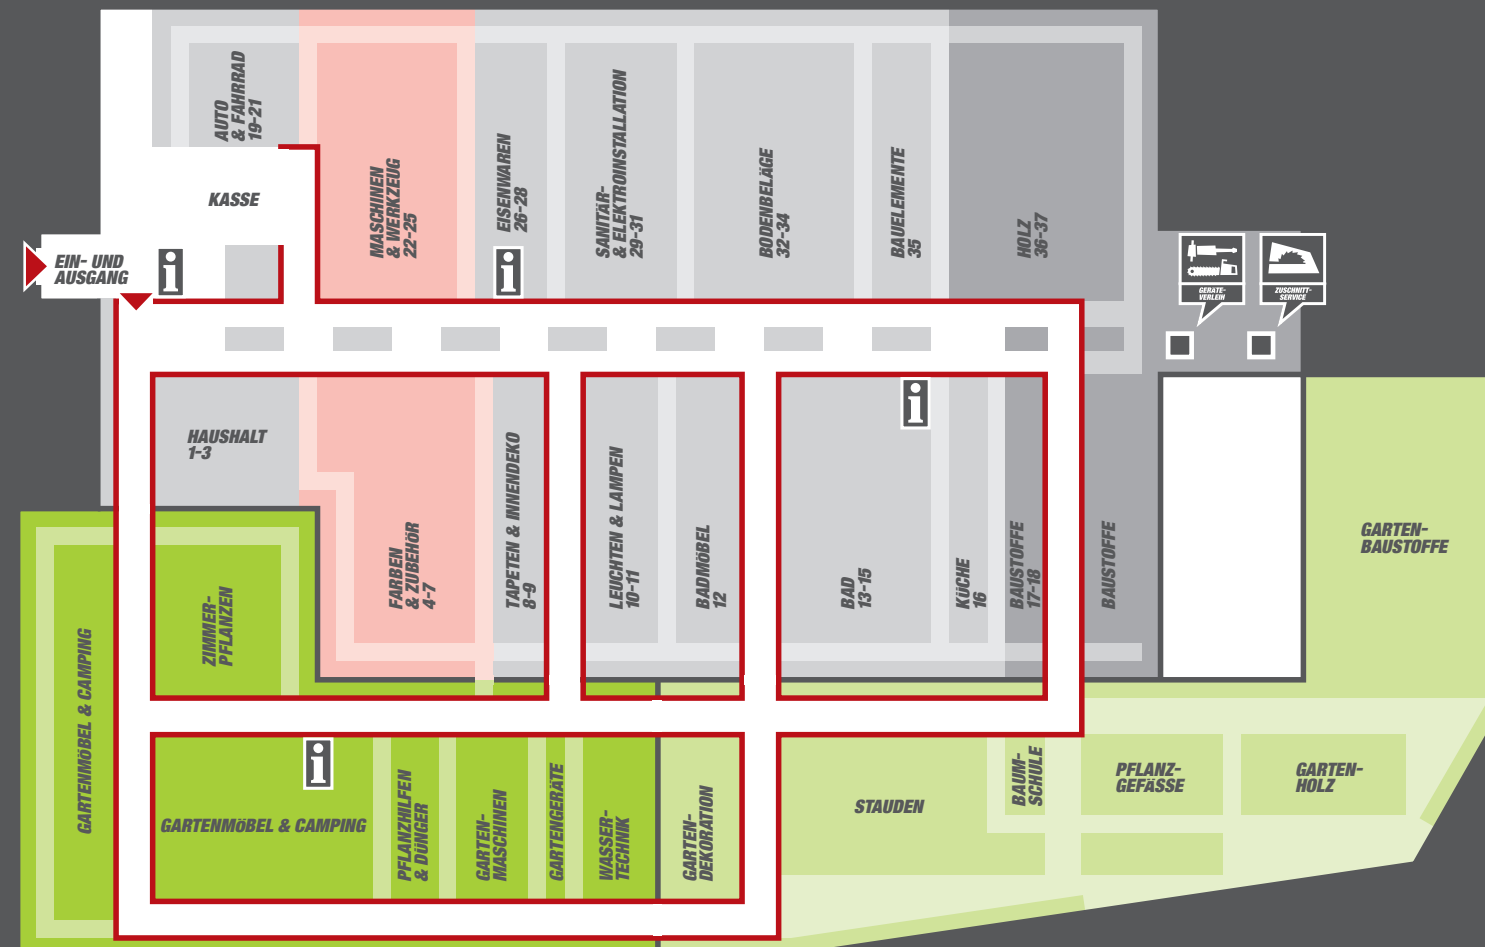 AUTO
& FAHRRAD
19-21
KASSE
EIN- UND
AUSGANG
i
MASCHINEN
& WERKZEUG
22-25
EISENWAREN
26-28
i
SANITÄR-
& ELEKTROINSTALLATION
29-31
BODENBELÄGE
32-34
BAUELEMENTE
35
HOLZ
36-37
GERÄTE-
VERLEIH
ZUSCHNITT-
SERVICE
HAUSHALT
1-3
FARBEN
& ZUBEHÖR
4-7
TAPETEN & INNENDEKO
8-9
LEUCHTEN & LAMPEN
10-11
BADMÖBEL
12
BAD
13-15
i
KÜCHE
16
BAUSTOFFE
17-18
BAUSTOFFE
GARTEN-
BAUSTOFFE
GARTENMÖBEL & CAMPING
ZIMMER-
PFLANZEN
GARTENMÖBEL & CAMPING
i
PFLANZHILFEN
& DÜNGER
GARTEN-
MASCHINEN
GARTENGERÄTE
WASSER-
TECHNIK
GARTEN-
DEKORATION
STAUDEN
BAUM-
SCHULE
PFLANZ-
GEFÄSSE
GARTEN-
HOLZ